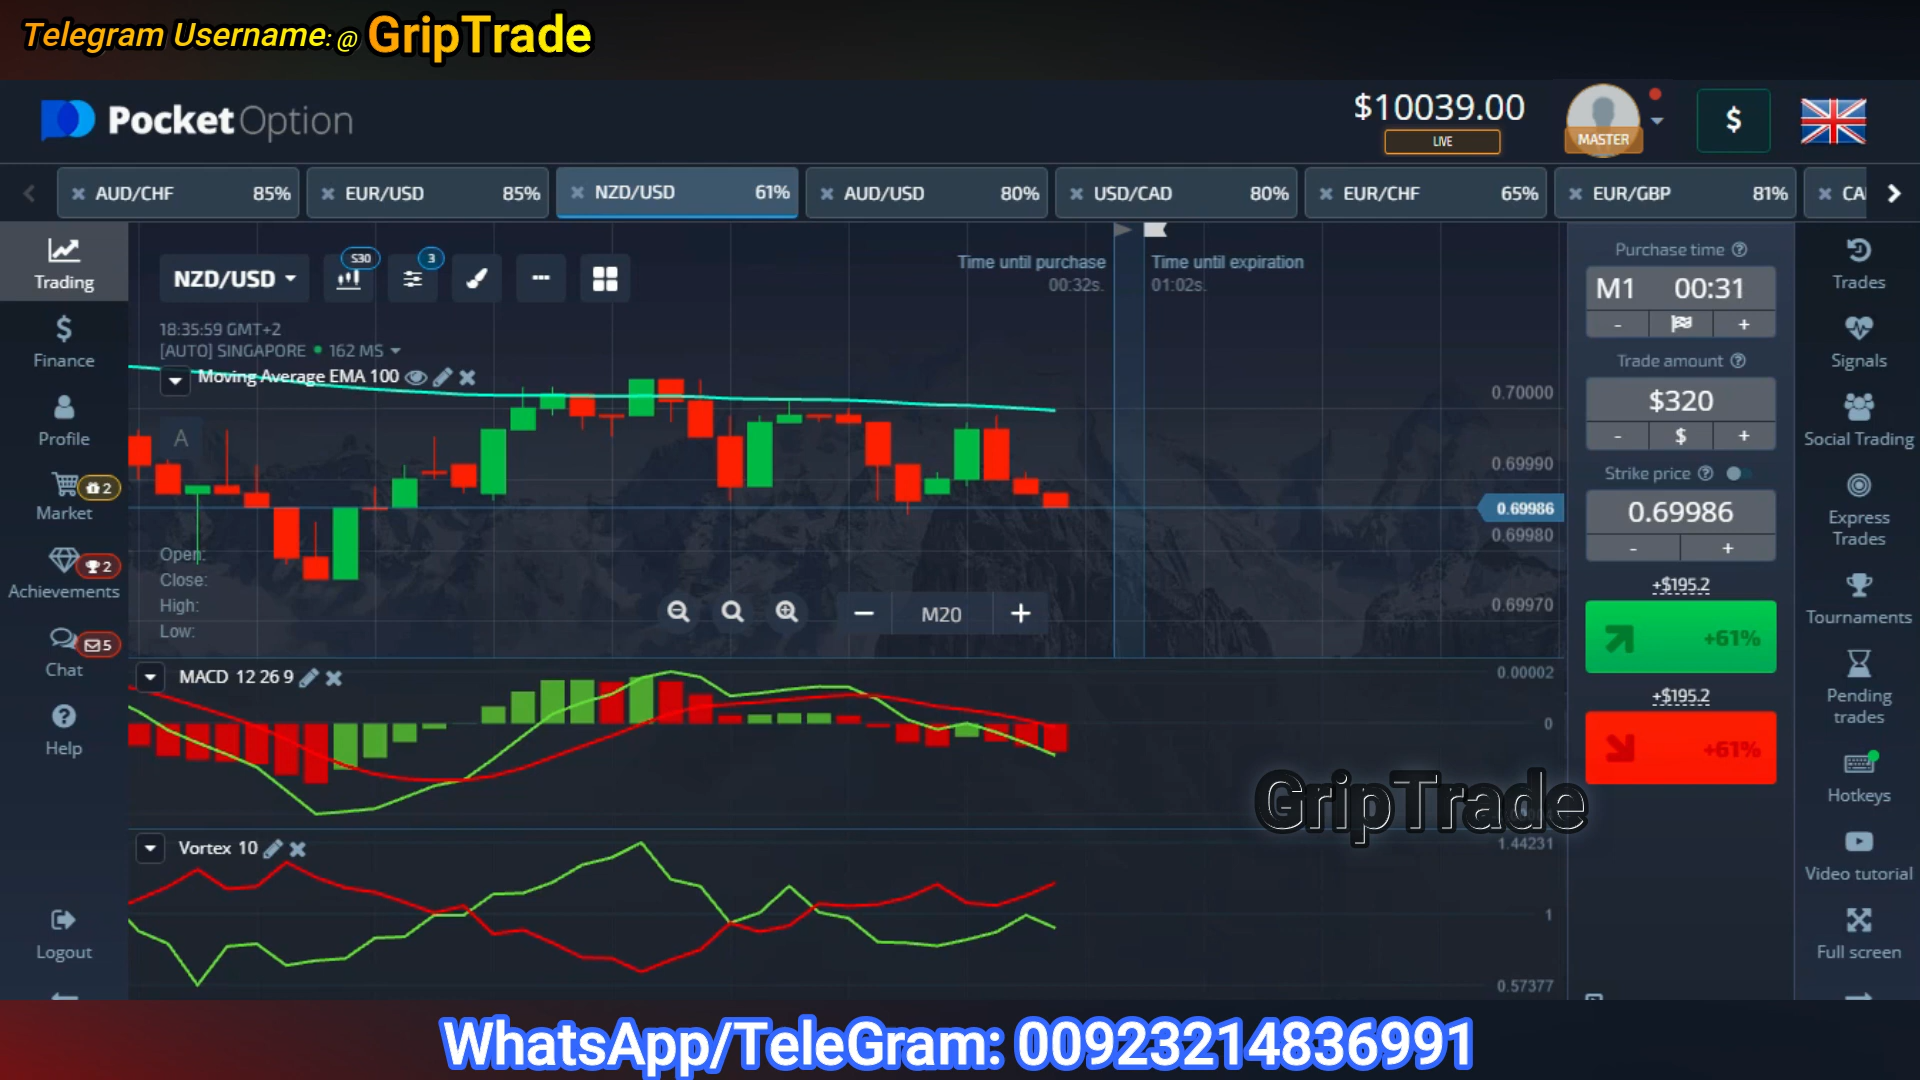 Telegram Username: @ GripTrade
PocketOption
$10039.00
LIVE
MASTER
$
AUD/CHF 85%
EUR/USD 85%
NZD/USD 61%
AUD/USD 80%
USD/CAD 80%
EUR/CHF 65%
EUR/GBP 81%
CA
Trading
Finance
Profile
Market
2
Achievements
2
Chat
5
Help
Logout
NZD/USD
S30
3
18:35:59 GMT+2
[AUTO] SINGAPORE 162 MS
Moving Average EMA 100
A
Open:
Close:
High:
Low:
Time until purchase
00:32s.
Time until expiration
01:02s.
0.70000
0.69990
0.69986
0.69980
0.69970
M20
MACD 12 26 9
0.00002
0
Vortex 10
1.44231
1
0.57377
GripTrade
Purchase time
M1 00:31
- +
Trade amount
$320
- $ +
Strike price
0.69986
- +
+$195.2
+61%
+$195.2
+61%
Trades
Signals
Social Trading
Express
Trades
Tournaments
Pending
trades
Hotkeys
Video tutorial
Full screen
WhatsApp/TeleGram: 00923214836991